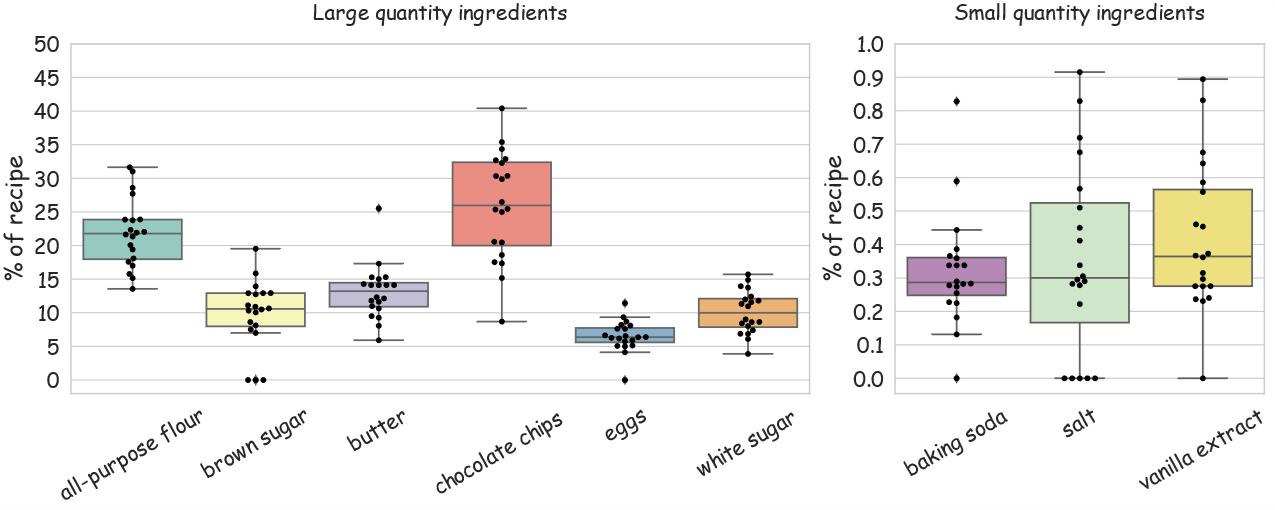 Large quantity ingredients
% of recipe
50
45
40
35
30
25
20
15
10
5
0
all-purpose flour
brown sugar
butter
chocolate chips
eggs
white sugar
Small quantity ingredients
% of recipe
1.0
0.9
0.8
0.7
0.6
0.5
0.4
0.3
0.2
0.1
0.0
baking soda
salt
vanilla extract